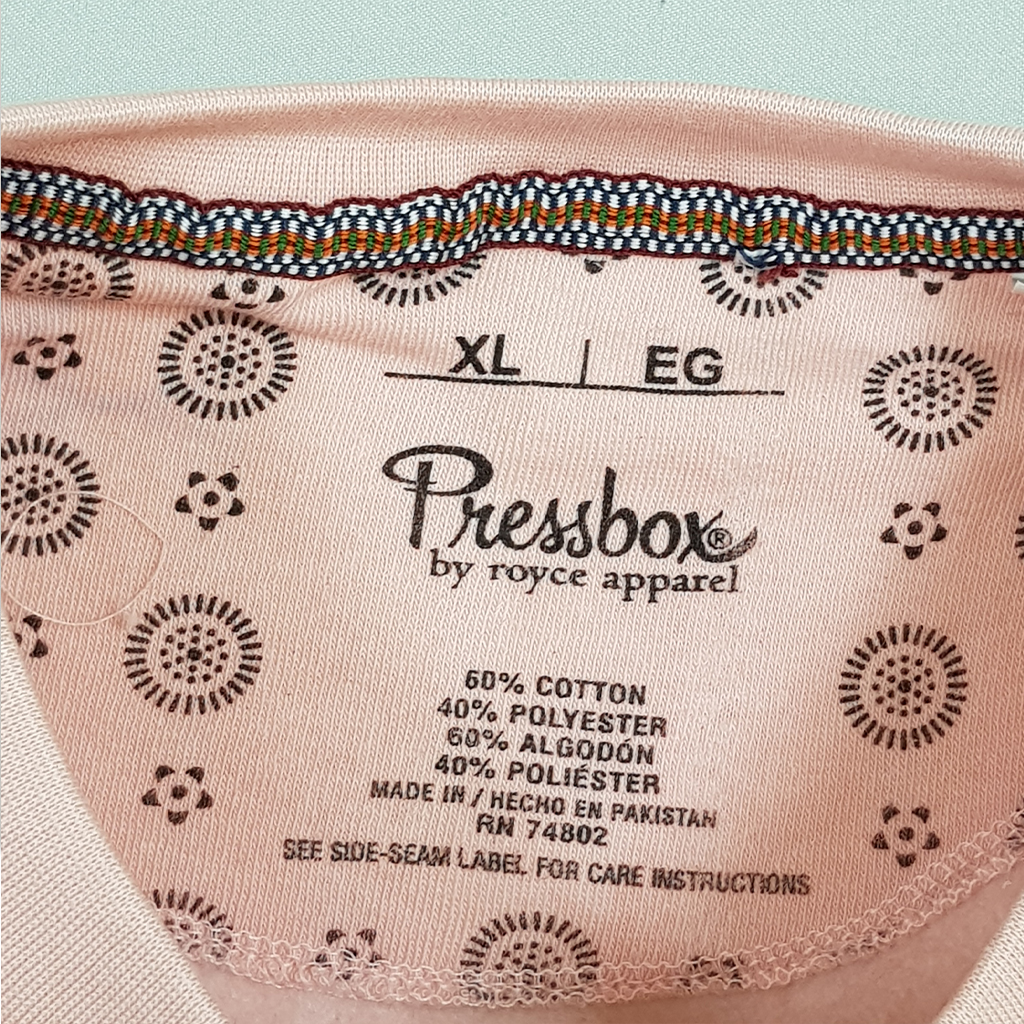 XL | EG
Pressbox®
by royce apparel
60% COTTON
40% POLYESTER
60% ALGODÓN
40% POLIÉSTER
MADE IN / HECHO EN PAKISTAN
RN 74802
SEE SIDE-SEAM LABEL FOR CARE INSTRUCTIONS